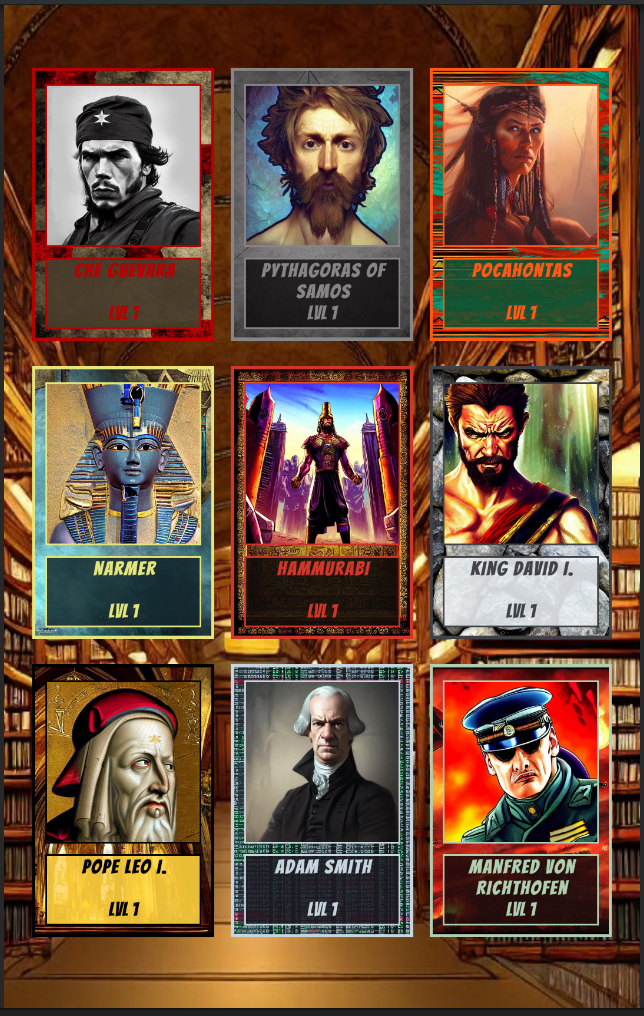 CHE GUEVARA
LVL 1
PYTHAGORAS OF
SAMOS
LVL 1
POCAHONTAS
LVL 1
NARMER
LVL 1
HAMMURABI
LVL 1
KING DAVID I.
LVL 1
POPE LEO I.
LVL 1
ADAM SMITH
LVL 1
MANFRED VON
RICHTHOFEN
LVL 1